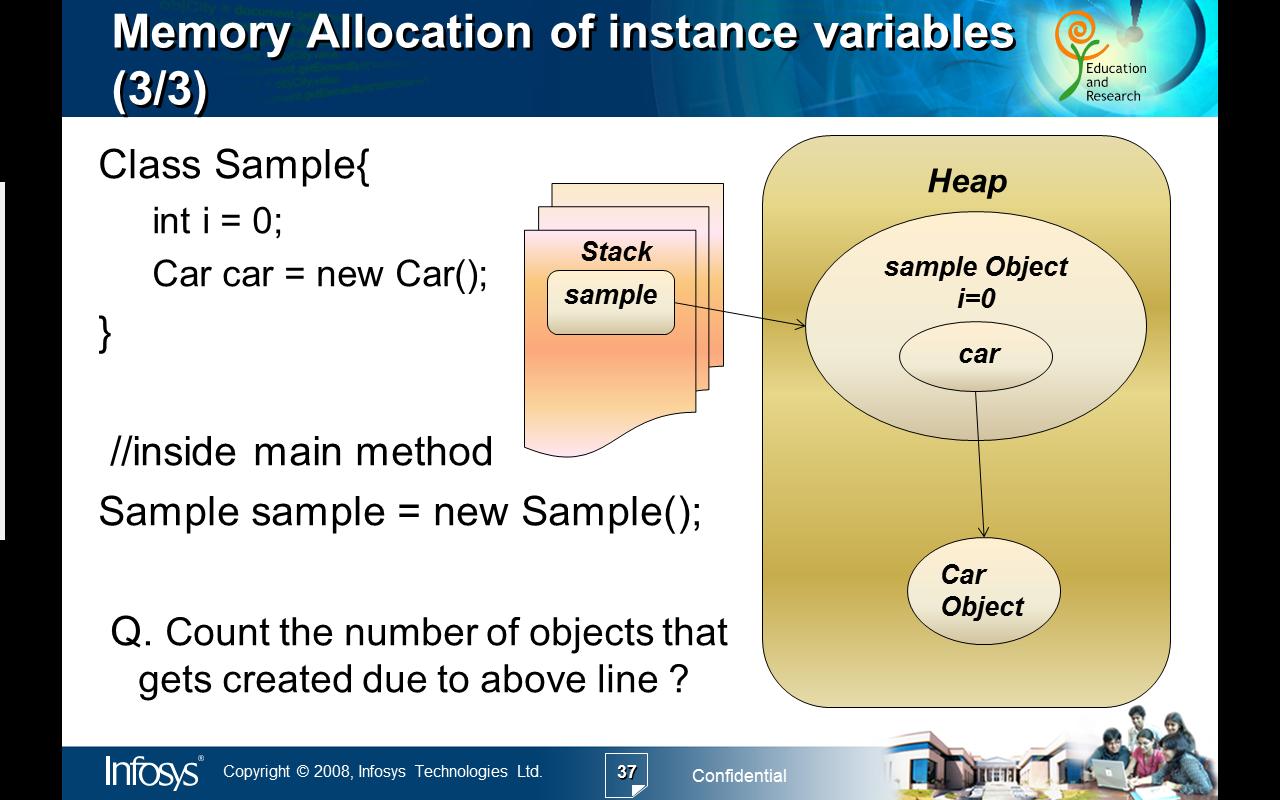 Memory Allocation of instance variables
(3/3)
Education
and
Research
Class Sample{
int i = 0;
Car car = new Car();
}
//inside main method
Sample sample = new Sample();
Q. Count the number of objects that
gets created due to above line ?
Stack
sample
Heap
sample Object
i=0
car
Car
Object
Infosys®
Copyright © 2008, Infosys Technologies Ltd.
37
Confidential